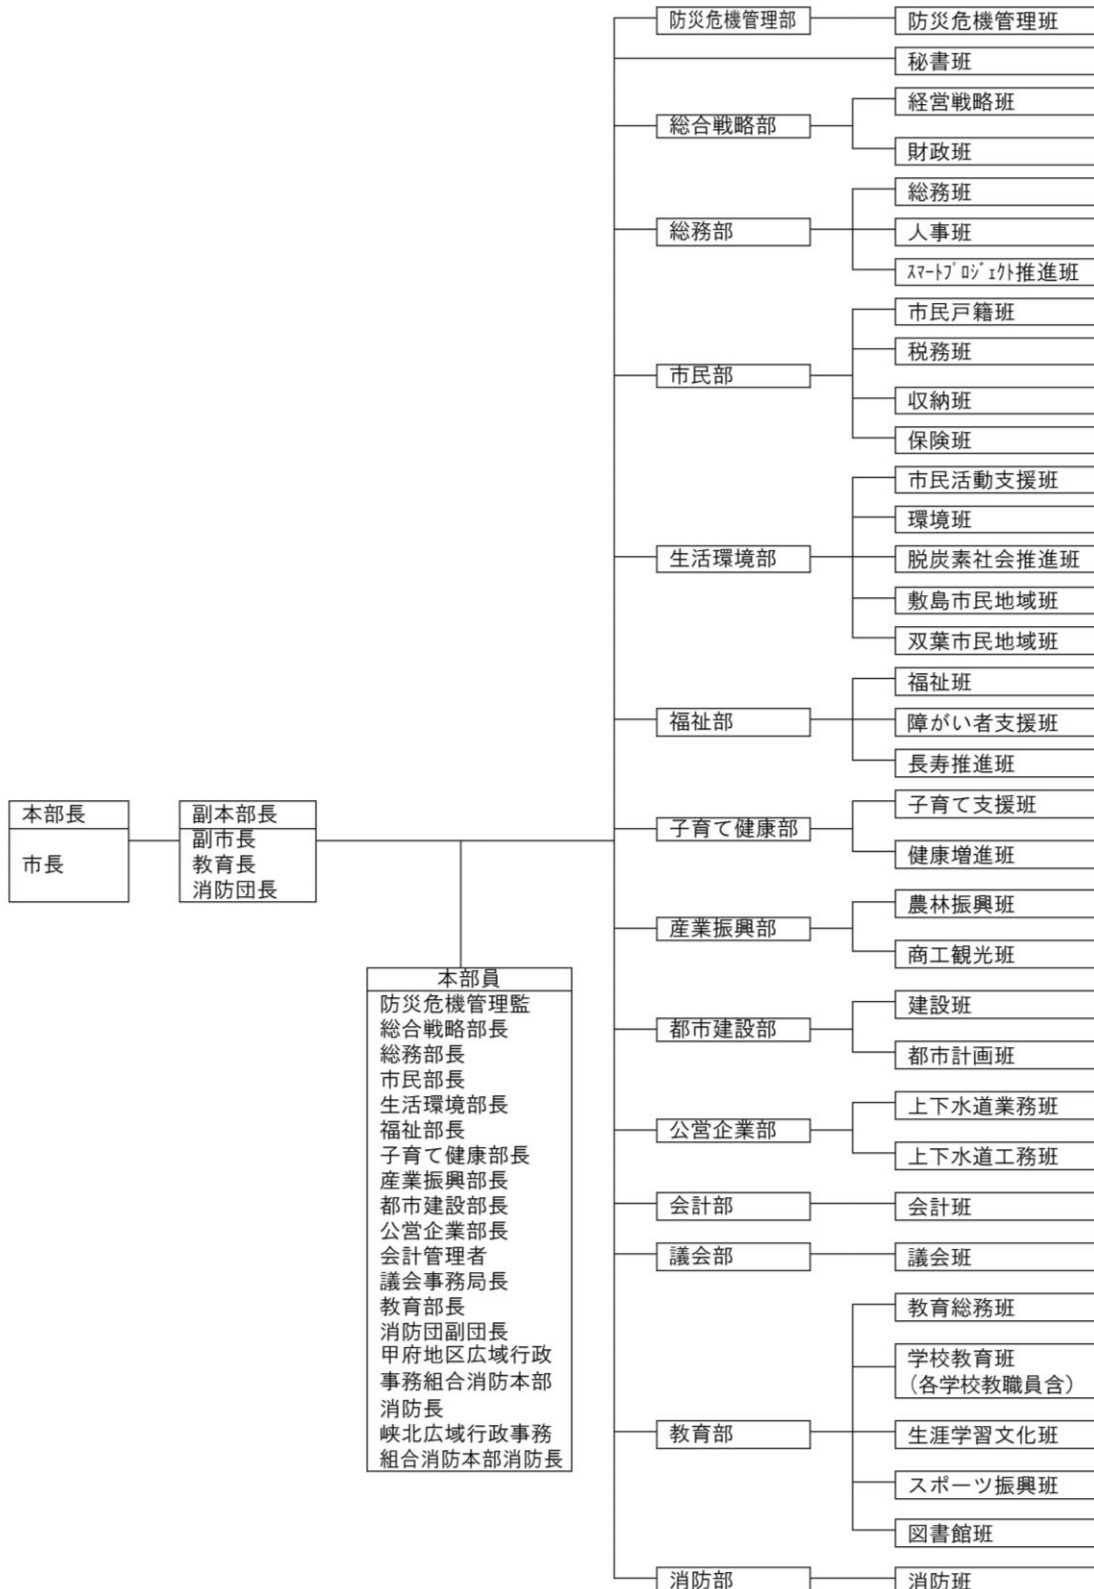 本部長
市長
副本部長
副市長
教育長
消防団長
本部員
防災危機管理監
総合戦略部長
総務部長
市民部長
生活環境部長
福祉部長
子育て健康部長
産業振興部長
都市建設部長
公営企業部長
会計管理者
議会事務局長
教育部長
消防団副団長
甲府地区広域行政
事務組合消防本部
消防長
峡北広域行政事務
組合消防本部消防長
防災危機管理部
防災危機管理班
秘書班
総合戦略部
経営戦略班
財政班
総務部
総務班
人事班
ｽﾏｰﾄﾌﾟﾛｼﾞｪｸﾄ推進班
市民部
市民戸籍班
税務班
収納班
保険班
生活環境部
市民活動支援班
環境班
脱炭素社会推進班
敷島市民地域班
双葉市民地域班
福祉部
福祉班
障がい者支援班
長寿推進班
子育て健康部
子育て支援班
健康増進班
産業振興部
農林振興班
商工観光班
都市建設部
建設班
都市計画班
公営企業部
上下水道業務班
上下水道工務班
会計部
会計班
議会部
議会班
教育部
教育総務班
学校教育班
（各学校教職員含）
生涯学習文化班
スポーツ振興班
図書館班
消防部
消防班